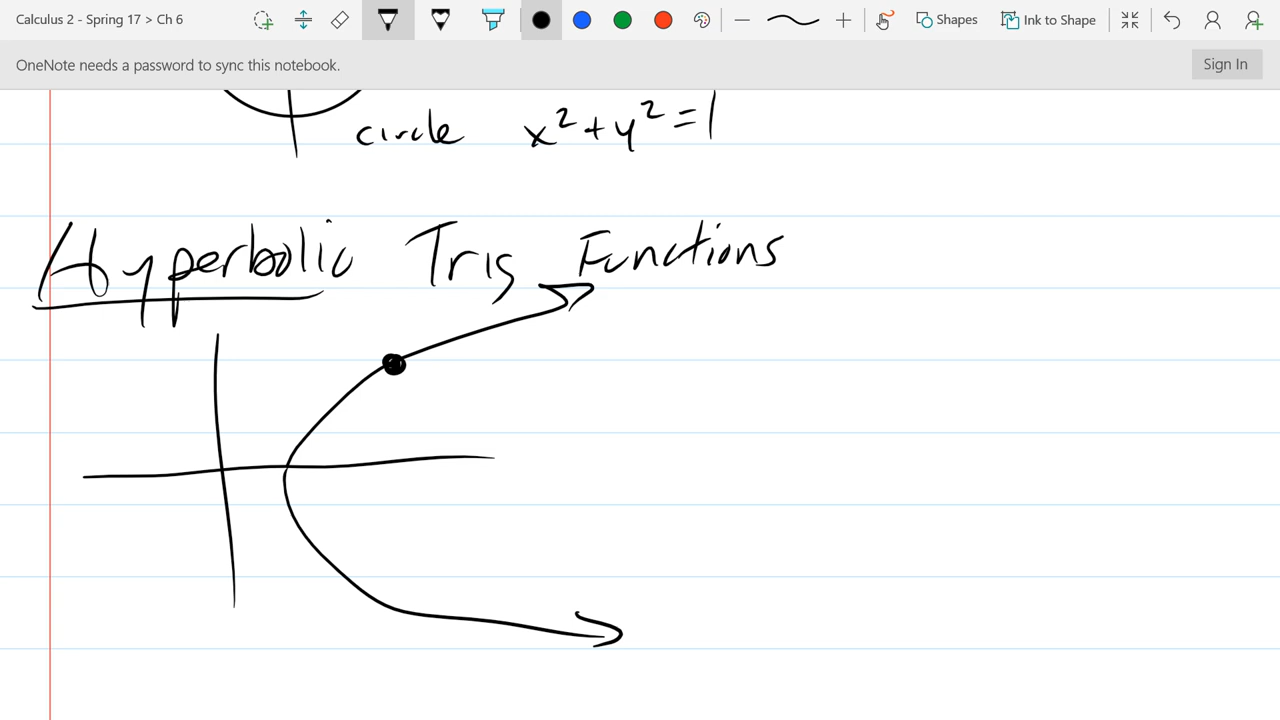 Calculus 2 - Spring 17 > Ch 6
Shapes
Ink to Shape
OneNote needs a password to sync this notebook.
Sign In
circle x²+y²=1
Hyperbolic Trig Functions